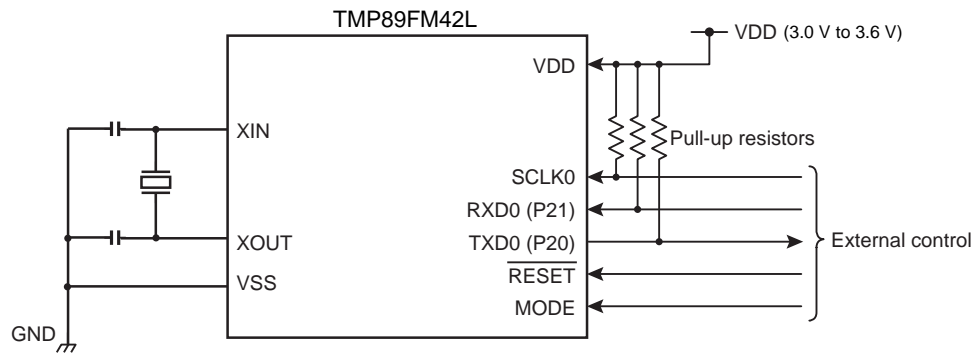 TMP89FM42L
VDD (3.0 V to 3.6 V)
VDD
XIN
Pull-up resistors
SCLK0
RXD0 (P21)
XOUT
TXD0 (P20)
External control
RESET
VSS
MODE
GND